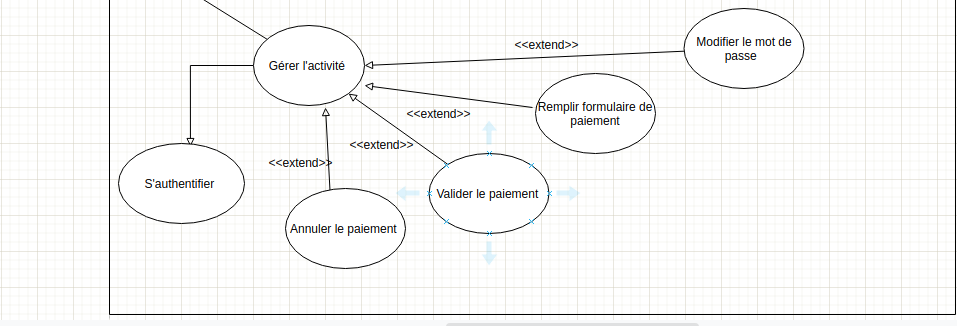 <<extend>>
Modifier le mot de
passe
Gérer l'activité
<<extend>>
Remplir formulaire de
paiement
<<extend>>
<<extend>>
S'authentifier
Valider le paiement
Annuler le paiement